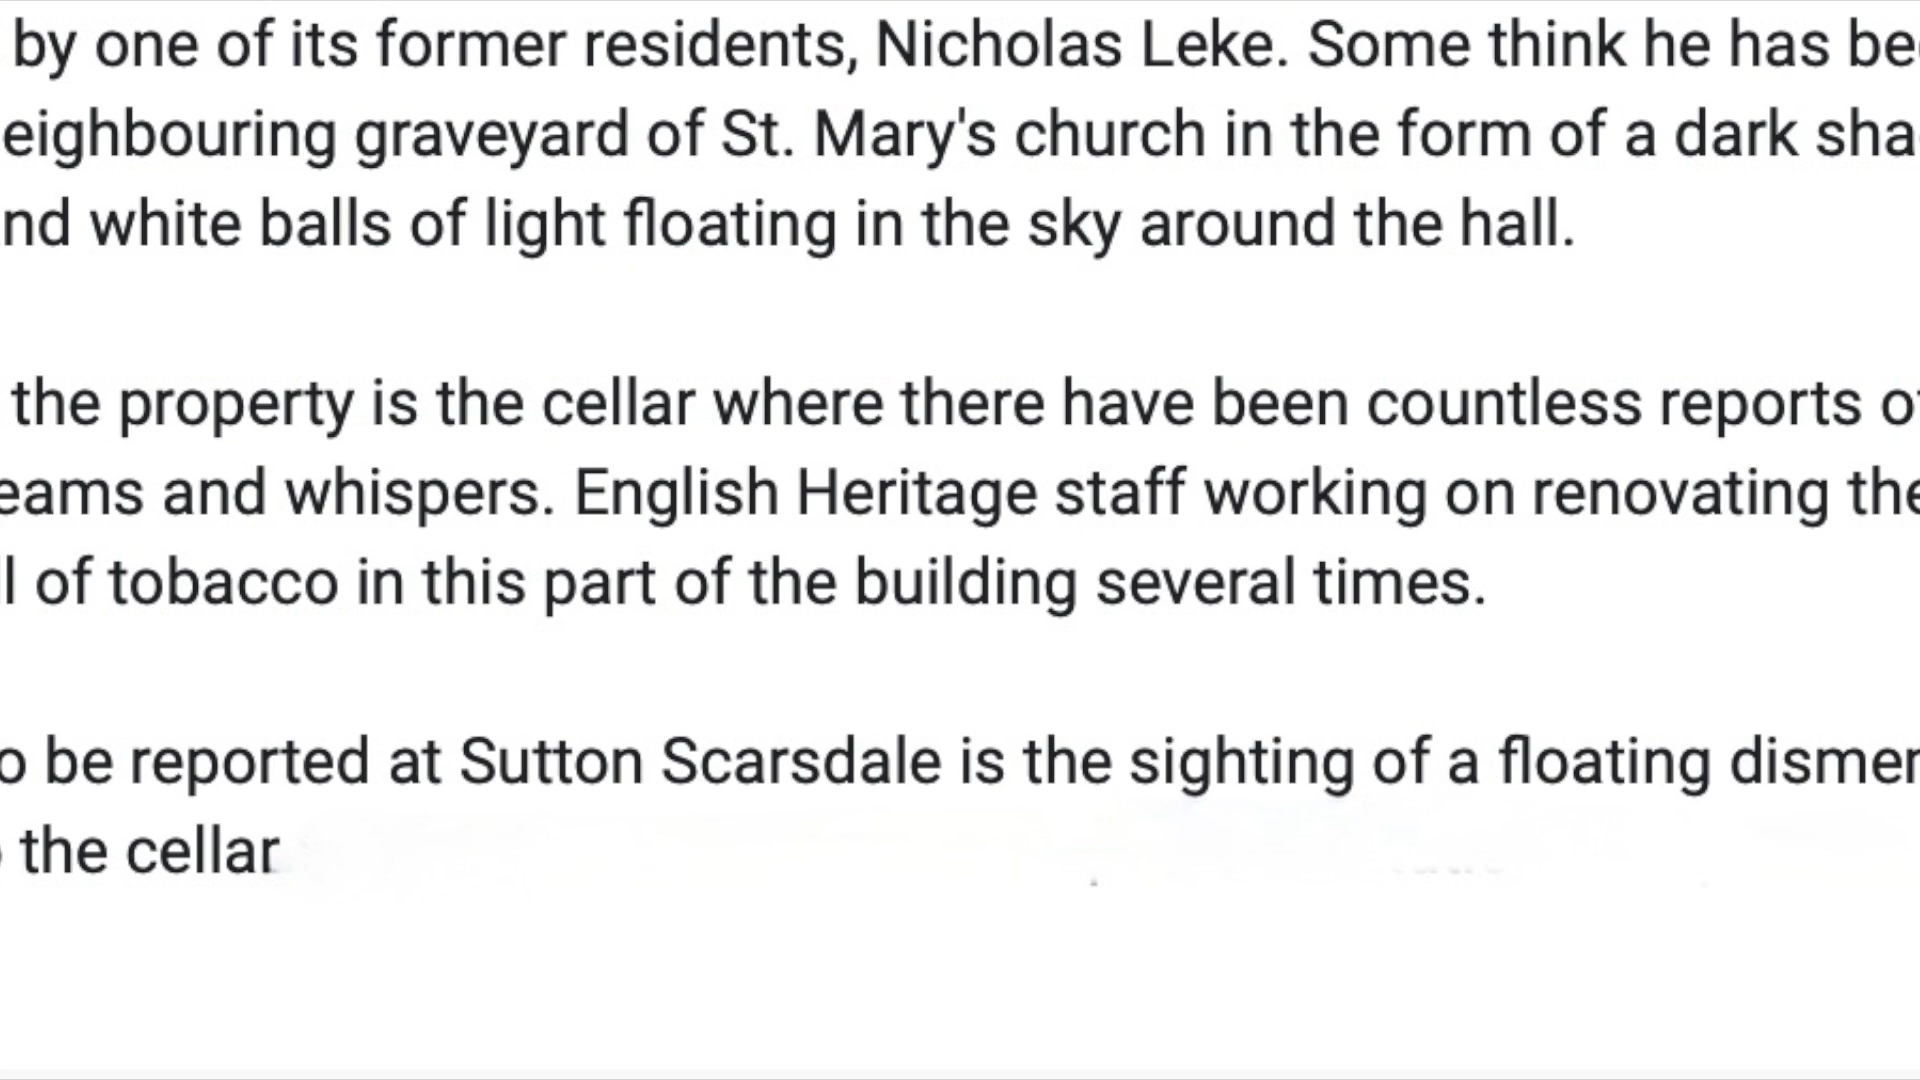 by one of its former residents, Nicholas Leke. Some think he has
eighbouring graveyard of St. Mary's church in the form of a dark sha
nd white balls of light floating in the sky around the hall.
the property is the cellar where there have been countless reports
eams and whispers. English Heritage staff working on renovating the
l of tobacco in this part of the building several times.
o be reported at Sutton Scarsdale is the sighting of a floating dismem
the cellar